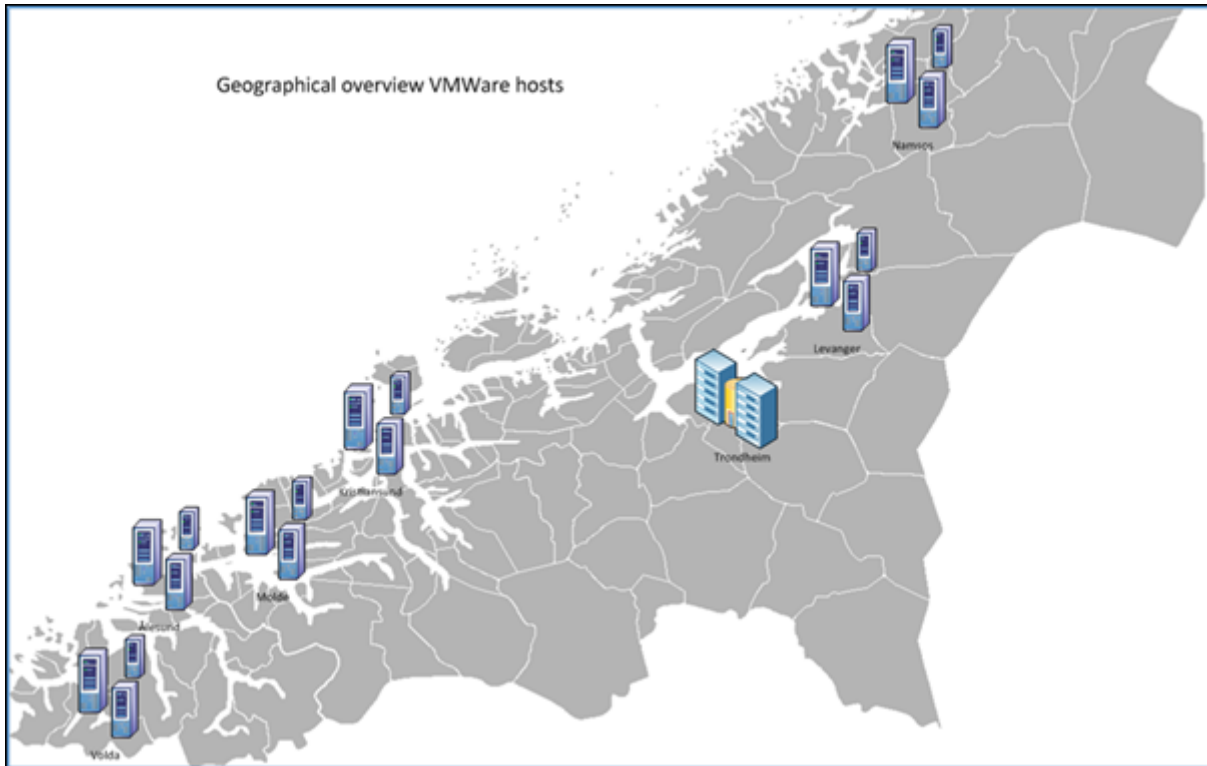 Geographical overview VMWare hosts
Namsos
Levanger
Trondheim
Kristiansund
Molde
Ålesund
Volda